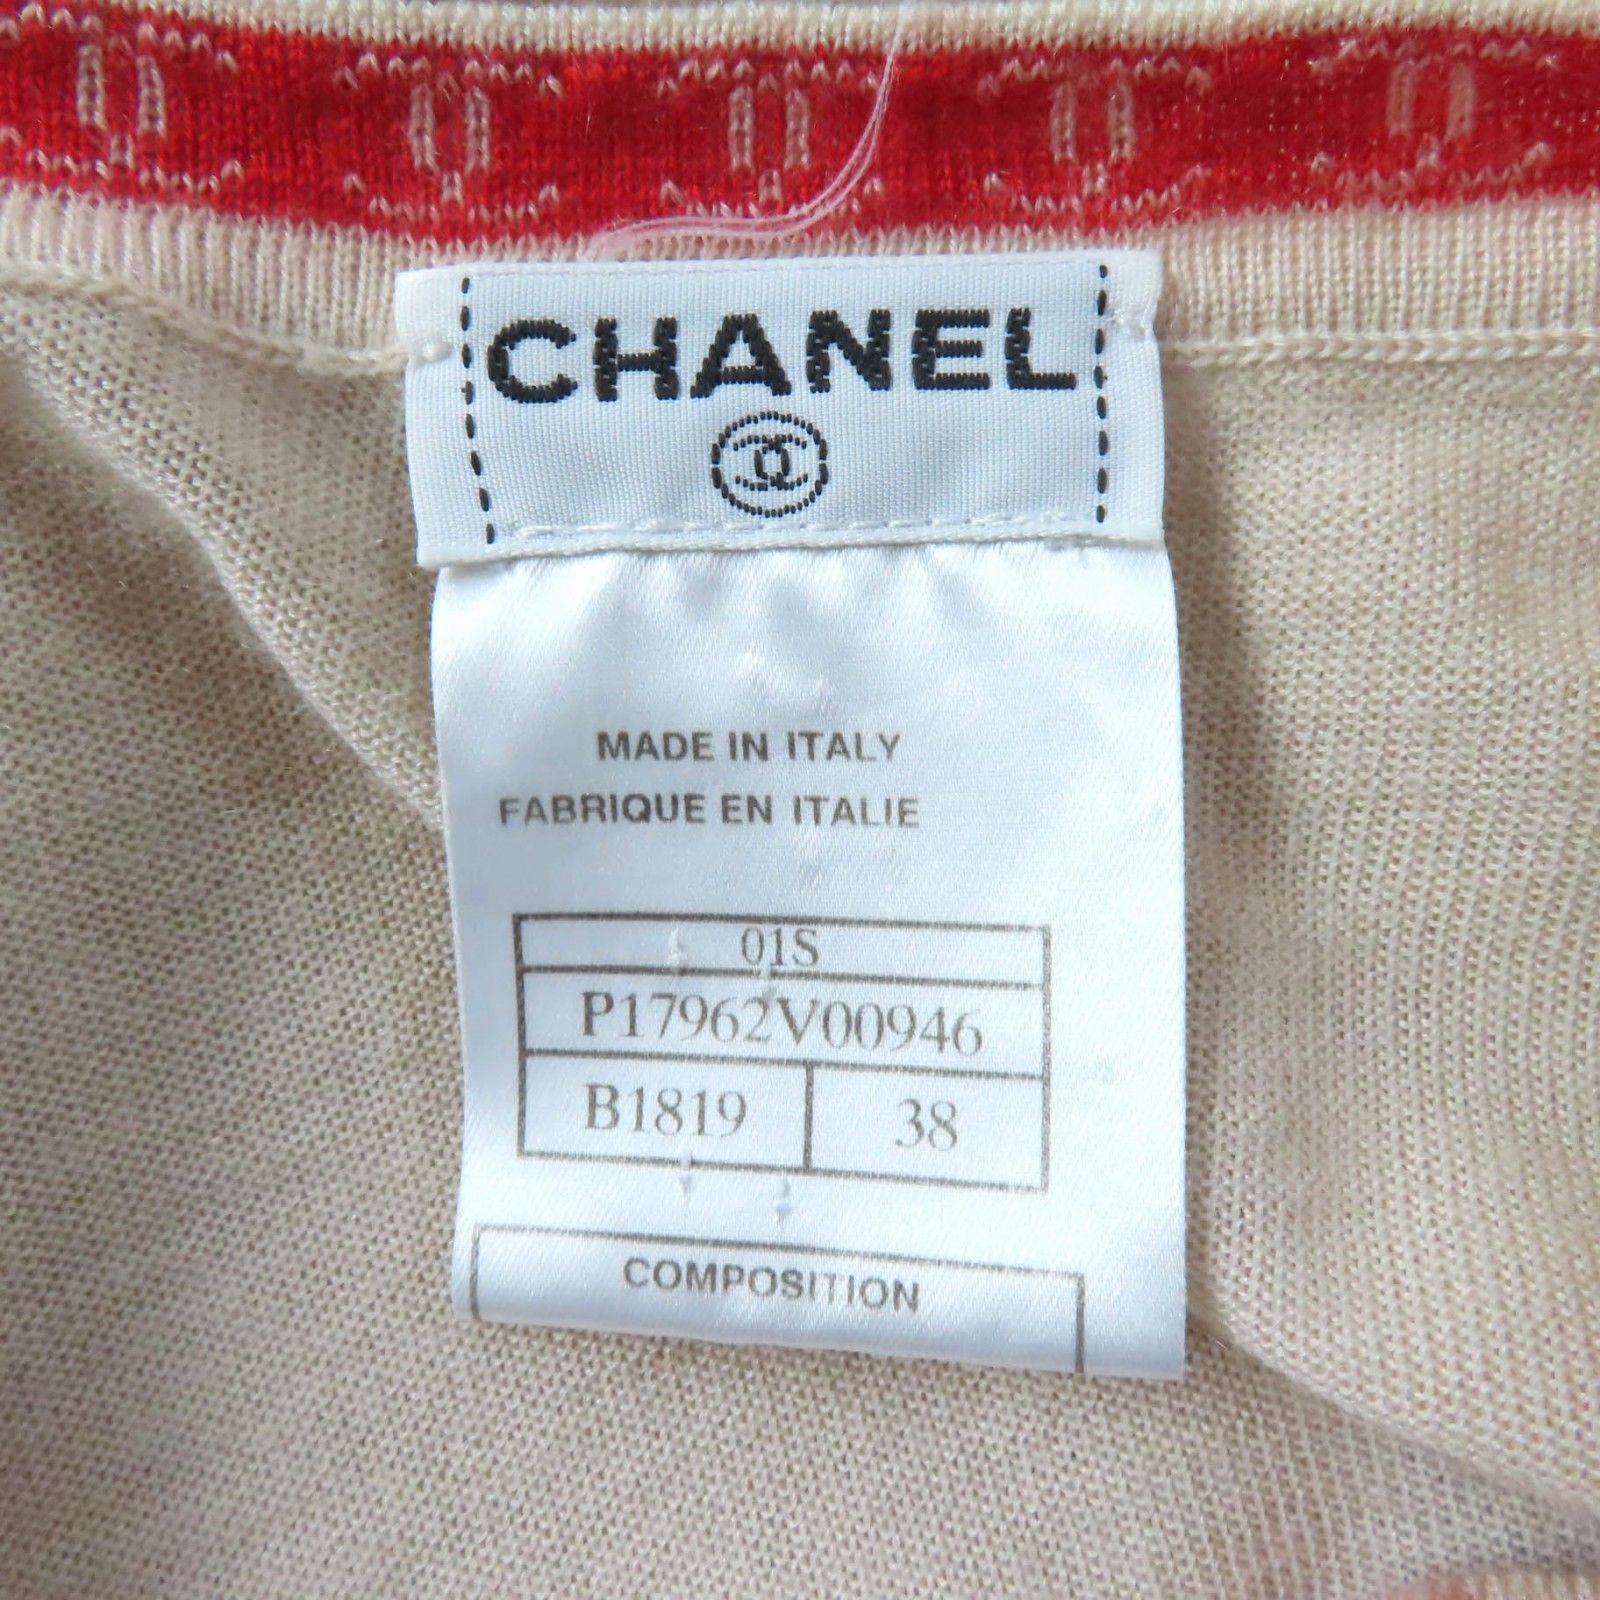 CHANEL
MADE IN ITALY
FABRIQUE EN ITALIE
01S
P17962V00946
B1819 38
COMPOSITION